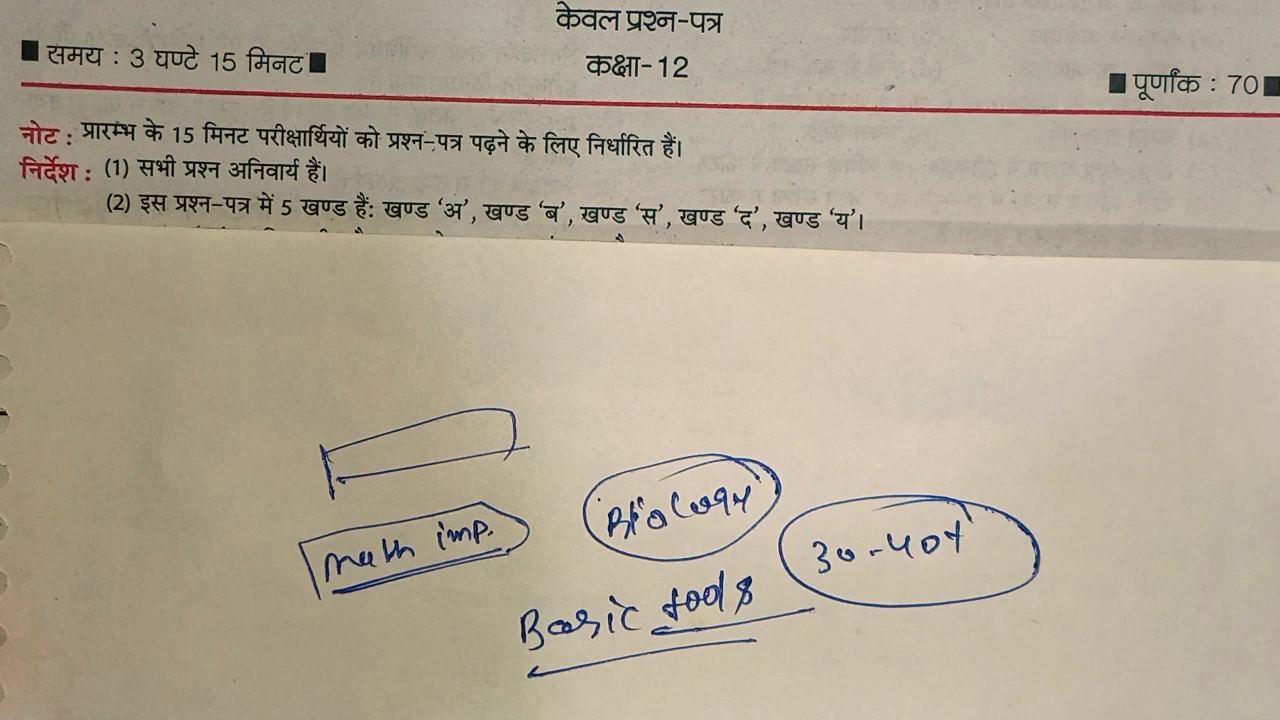 केवल प्रश्न-पत्र
■ समय : 3 घण्टे 15 मिनट ■
कक्षा-12
■ पूर्णांक : 70 ■
नोट : प्रारम्भ के 15 मिनट परीक्षार्थियों को प्रश्न-पत्र पढ़ने के लिए निर्धारित हैं।
निर्देश : (1) सभी प्रश्न अनिवार्य हैं।
(2) इस प्रश्न-पत्र में 5 खण्ड हैं: खण्ड ‘अ’, खण्ड ‘ब’, खण्ड ‘स’, खण्ड ‘द’, खण्ड ‘य’।
math imp.
Biology
30-40+
Basic tools